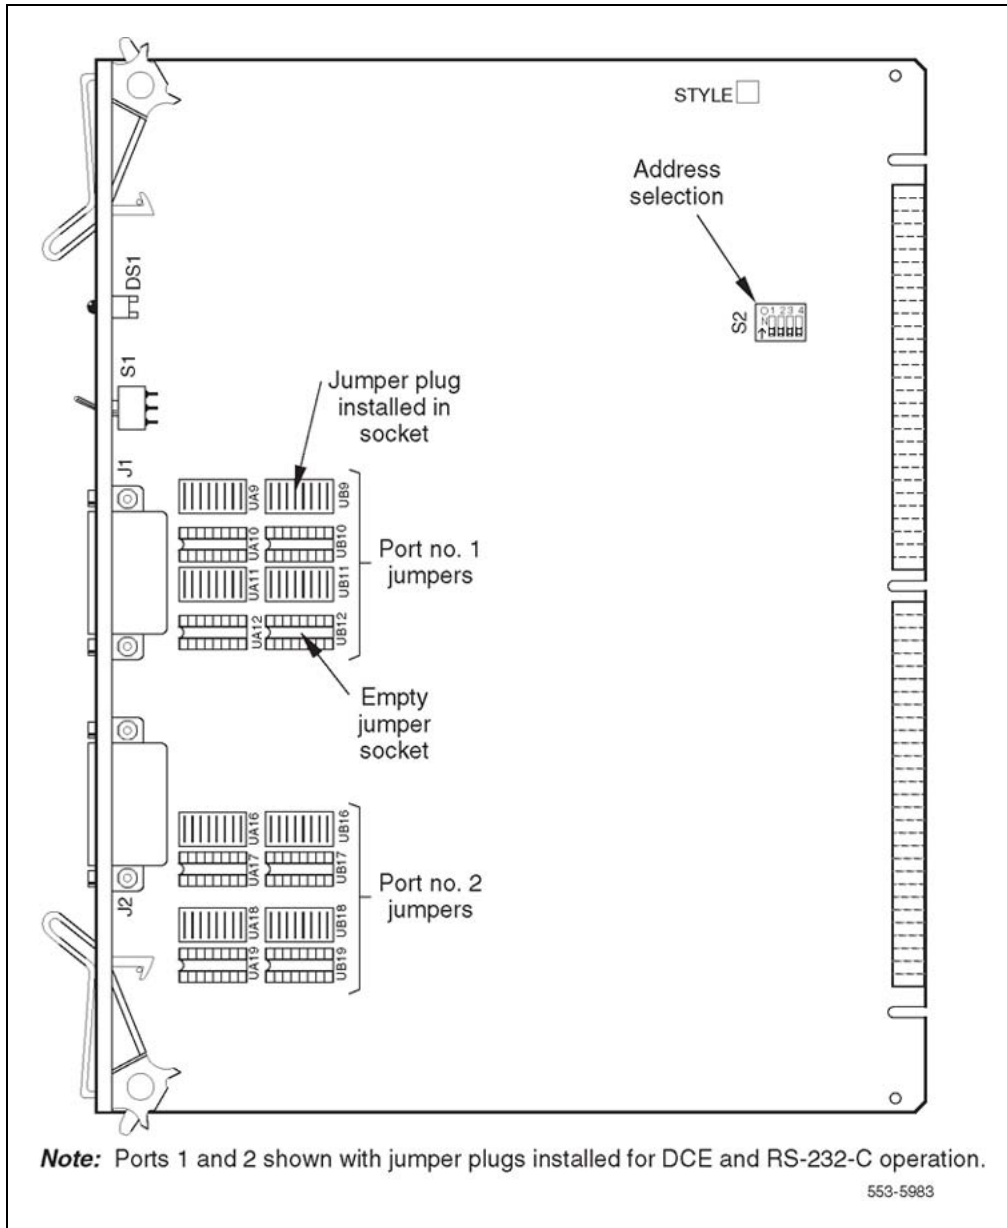 STYLE
Address
selection
DS1
S2
O 1 2 3 4
N
S1
Jumper plug
installed in
socket
J1
UA9
UB9
UA10
UB10
Port no. 1
jumpers
UA11
UB11
UA12
UB12
Empty
jumper
socket
UA16
UB16
UA17
UB17
Port no. 2
jumpers
J2
UA18
UB18
UA19
UB19
Note: Ports 1 and 2 shown with jumper plugs installed for DCE and RS-232-C operation.
553-5983